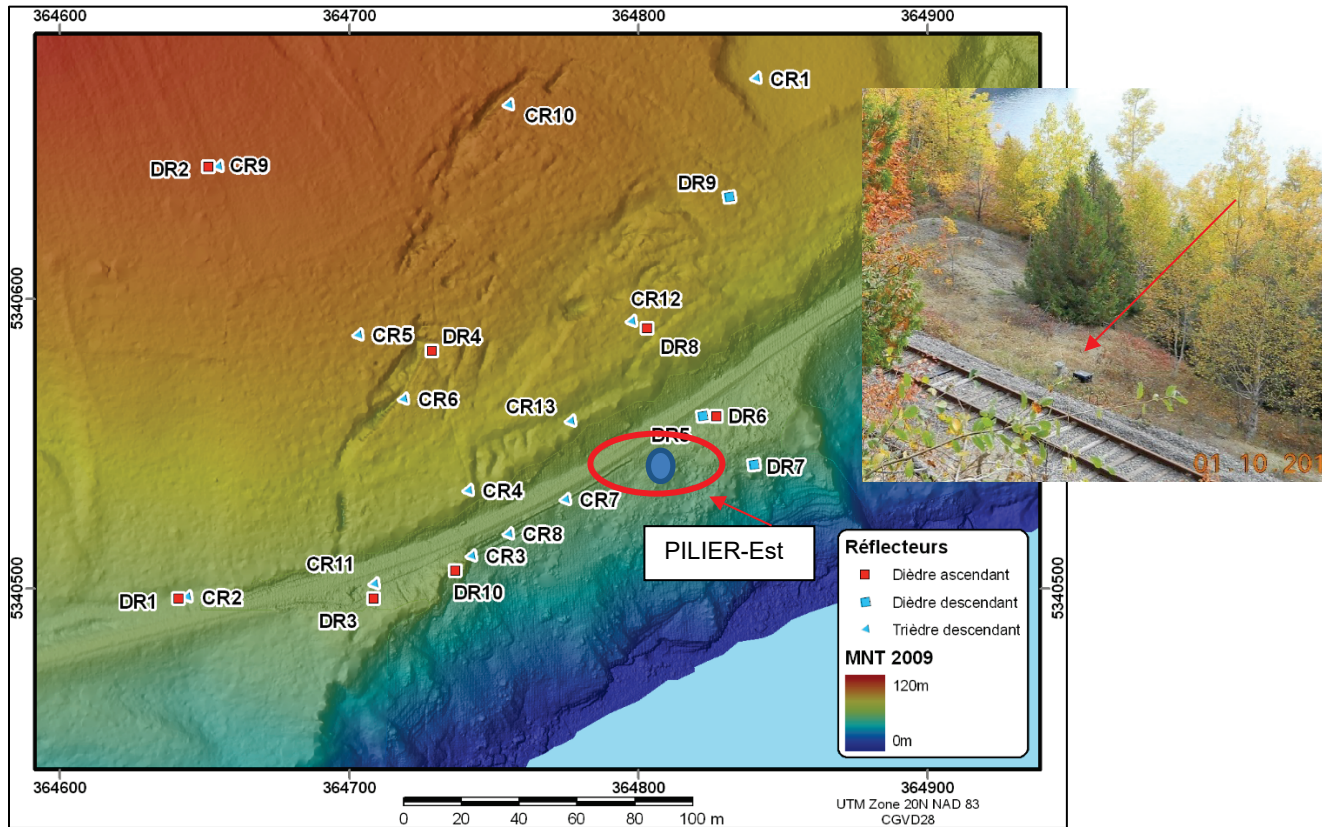 364600 364700 364800 364900
CR1
CR10
DR2 CR9
DR9
5340600
5340600
CR12
CR5 DR4
DR8
CR6
CR13
DR5 DR6
DR7
CR4
CR7
CR8
PILIER-Est
CR3
CR11
DR10
DR1 CR2
DR3
5340500
5340500
Réflecteurs
Dièdre ascendant
Dièdre descendant
Trièdre descendant
MNT 2009
120m
0m
364600 364700 364800 364900
0 20 40 60 80 100 m
UTM Zone 20N NAD 83
CGVD28
01.10 201